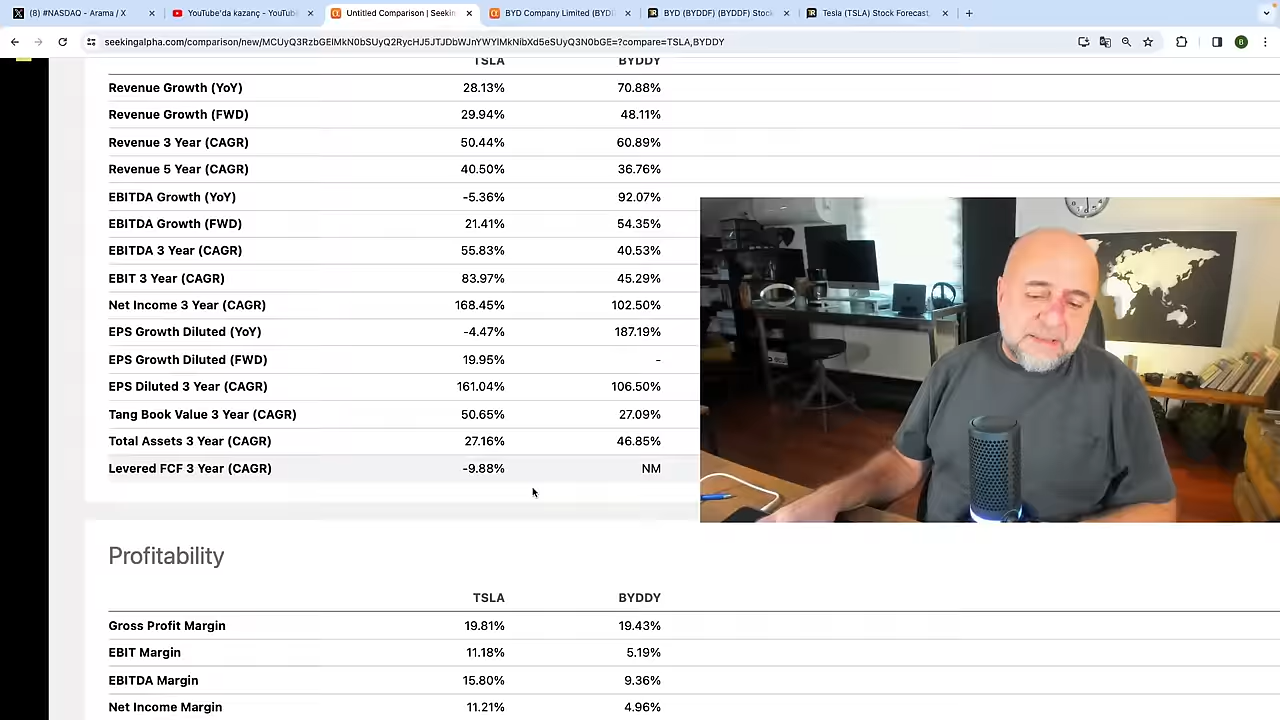 (8) #NASDAQ - Arama / X
YouTube'da kazanç - YouTube
Untitled Comparison | Seekin
BYD Company Limited (BYDD
BYD (BYDDF) (BYDDF) Stock
Tesla (TSLA) Stock Forecast,
seekingalpha.com/comparison/new/MCUyQ3RzbGElMkN0bSUyQ2RycHJ5JTJDbWJnYWYlMkNibXd5eSUyQ3N0bGE=?compare=TSLA,BYDDY
TSLA BYDDY
Revenue Growth (YoY) 28.13% 70.88%
Revenue Growth (FWD) 29.94% 48.11%
Revenue 3 Year (CAGR) 50.44% 60.89%
Revenue 5 Year (CAGR) 40.50% 36.76%
EBITDA Growth (YoY) -5.36% 92.07%
EBITDA Growth (FWD) 21.41% 54.35%
EBITDA 3 Year (CAGR) 55.83% 40.53%
EBIT 3 Year (CAGR) 83.97% 45.29%
Net Income 3 Year (CAGR) 168.45% 102.50%
EPS Growth Diluted (YoY) -4.47% 187.19%
EPS Growth Diluted (FWD) 19.95% -
EPS Diluted 3 Year (CAGR) 161.04% 106.50%
Tang Book Value 3 Year (CAGR) 50.65% 27.09%
Total Assets 3 Year (CAGR) 27.16% 46.85%
Levered FCF 3 Year (CAGR) -9.88% NM
Profitability
TSLA BYDDY
Gross Profit Margin 19.81% 19.43%
EBIT Margin 11.18% 5.19%
EBITDA Margin 15.80% 9.36%
Net Income Margin 11.21% 4.96%